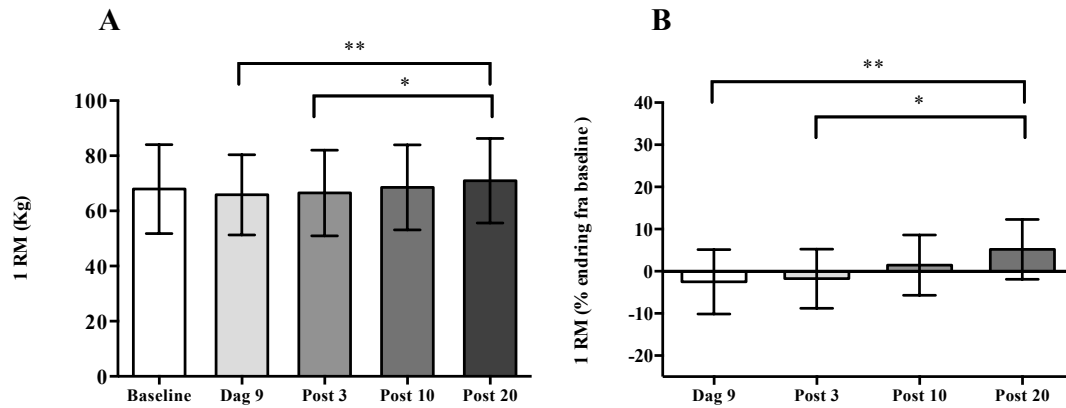 A
**
*
100
80
60
40
20
0
1 RM (Kg)
Baseline Dag 9 Post 3 Post 10 Post 20
B
**
*
40
30
20
10
0
-10
-20
1 RM (% endring fra baseline )
Dag 9 Post 3 Post 10 Post 20